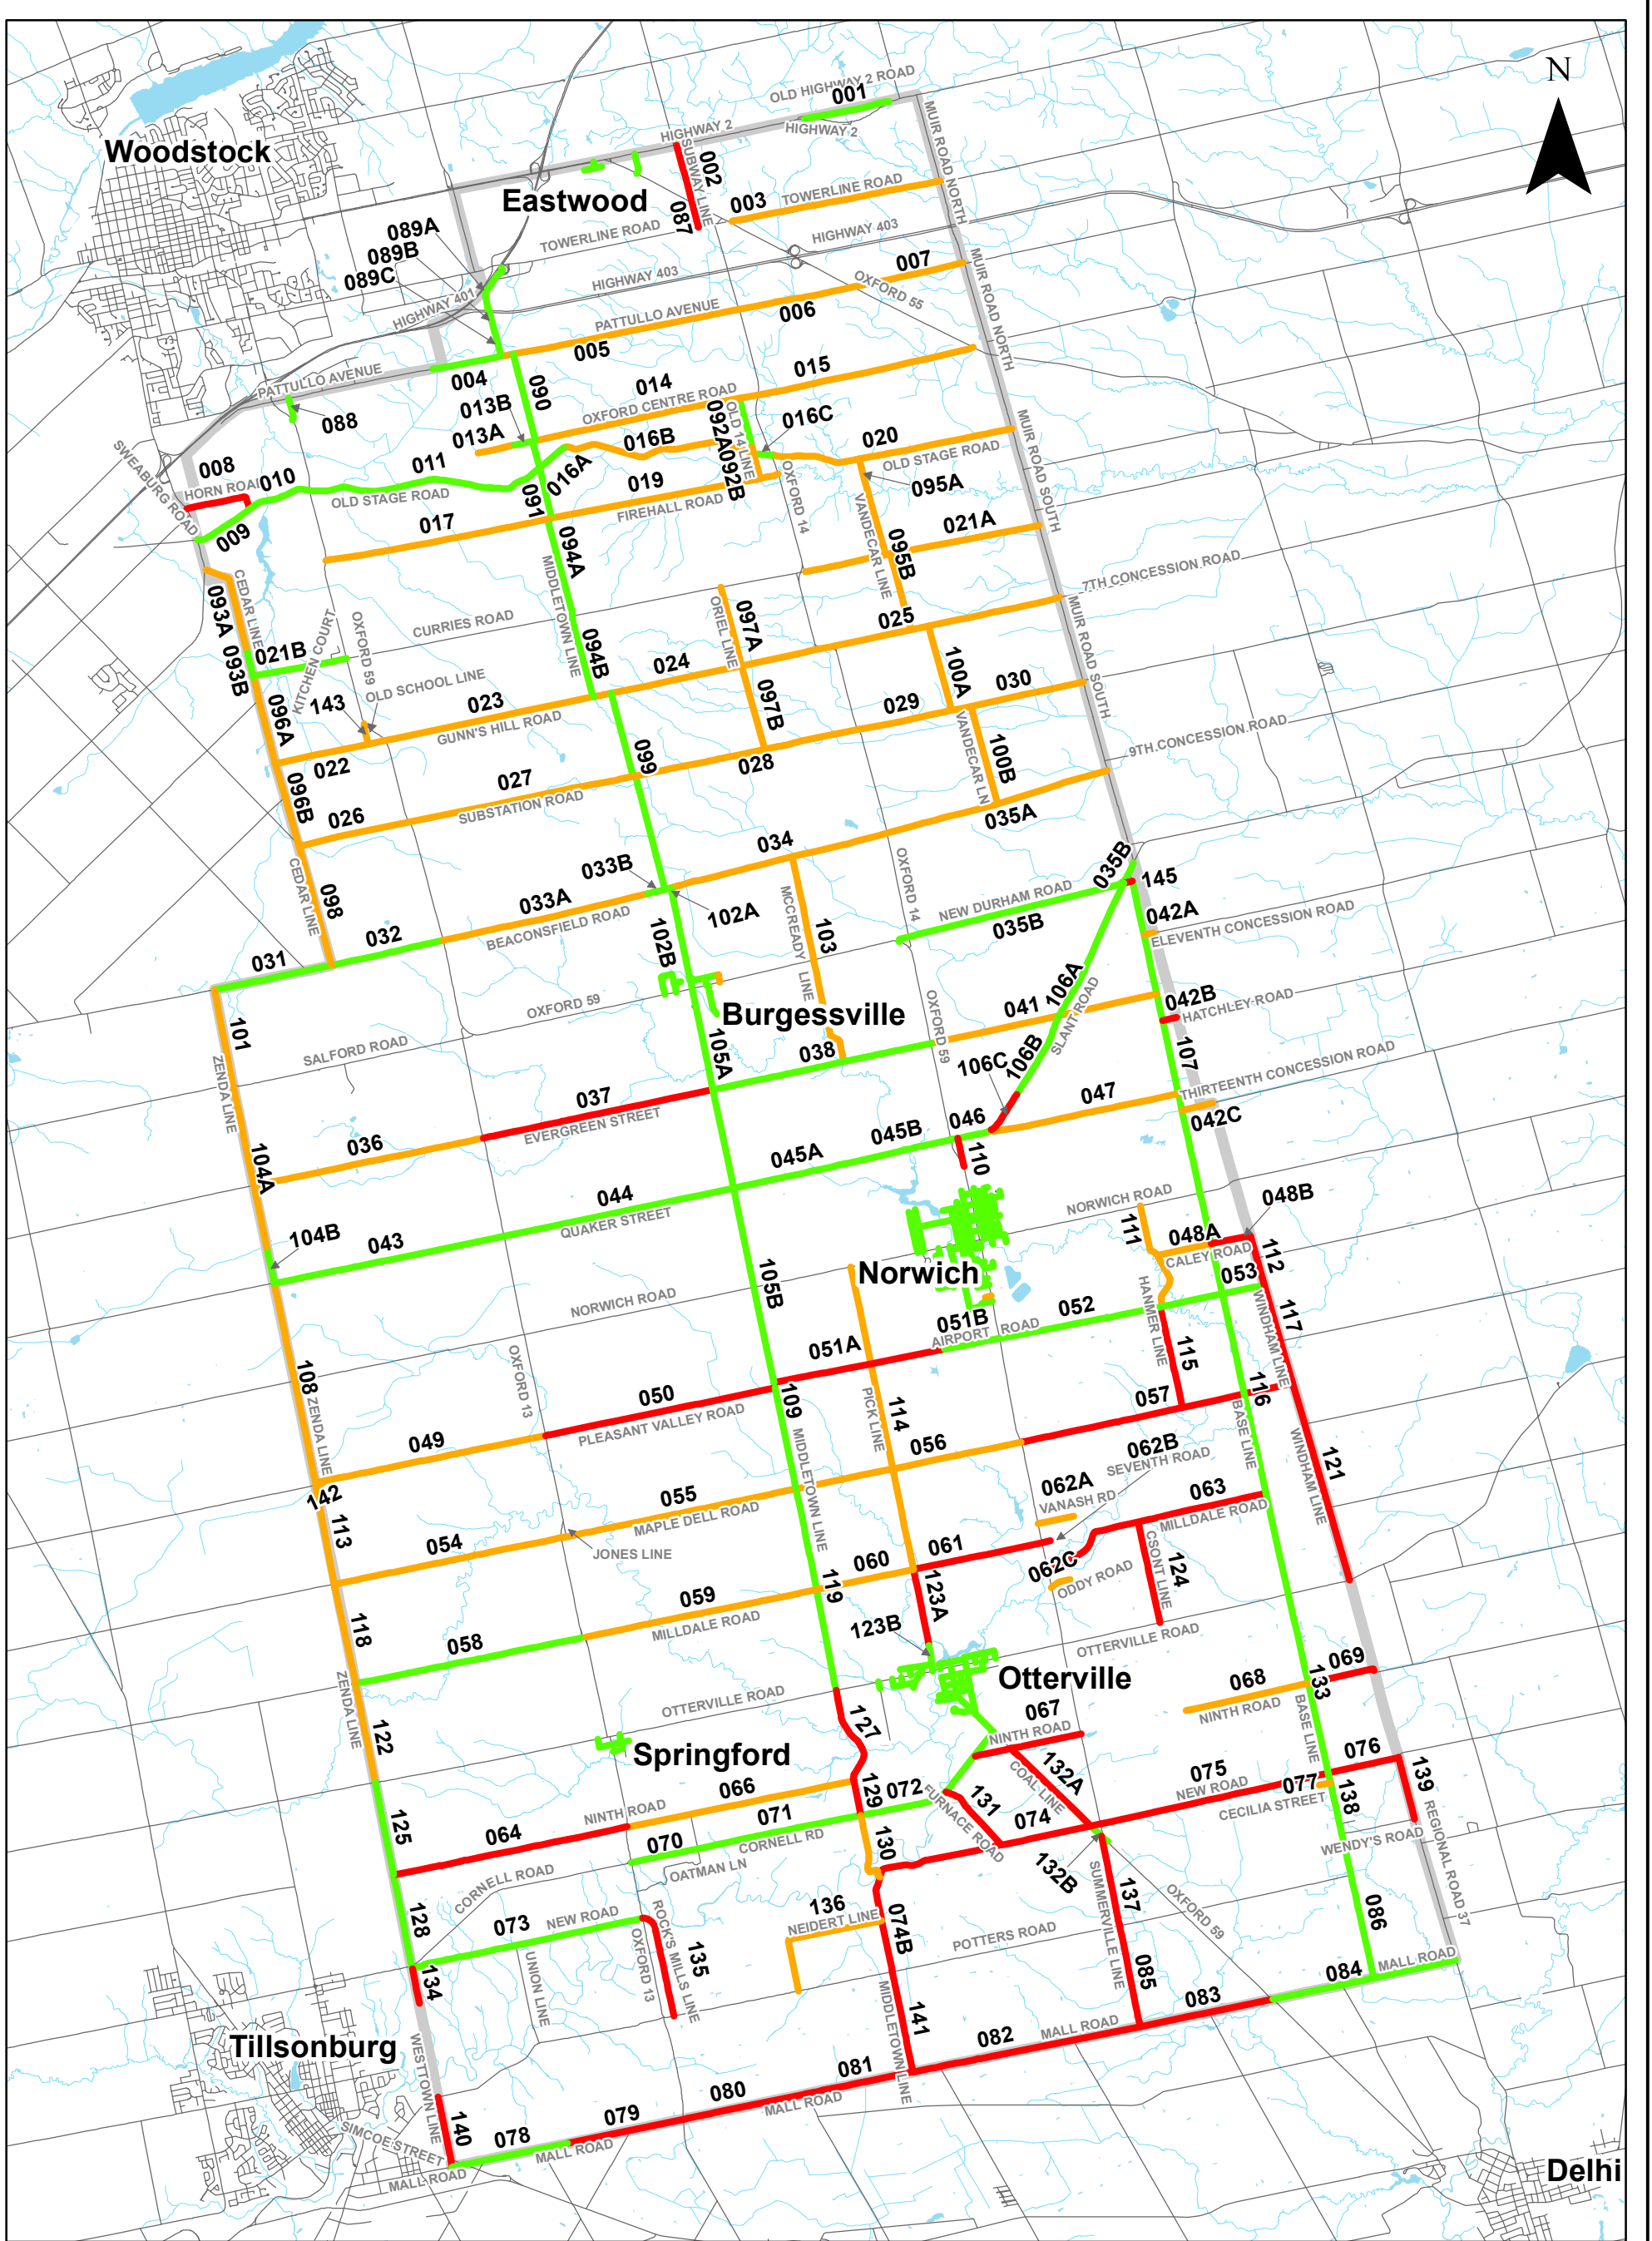 N
OLD HIGHWAY 2 ROAD
001
HIGHWAY 2
HIGHWAY 2
Woodstock
Eastwood
SUBWAY LINE
002
087
003
TOWERLINE ROAD
MUIR ROAD NORTH
089A
089B
089C
TOWERLINE ROAD
HIGHWAY 403
HIGHWAY 403
HIGHWAY 401
007
OXFORD 55
MUIR ROAD NORTH
PATTULLO AVENUE
006
005
PATTULLO AVENUE
004
090
014
015
OXFORD CENTRE ROAD
013B
013A
088
092A
OLD 14 LINE
016C
016B
020
OLD STAGE ROAD
MUIR ROAD SOUTH
SWEABURG ROAD
008
HORN ROAD
010
011
OLD STAGE ROAD
009
016A
091
019
FIREHALL ROAD
092B
OXFORD 14
095A
VANDECAR LINE
095B
021A
017
094A
MIDDLETOWN LINE
7TH CONCESSION ROAD
CEDAR LINE
093A
093B
021B
KITCHEN COURT
OXFORD 59
CURRIES ROAD
OLD SCHOOL LINE
143
094B
ORIEL LINE
097A
025
024
023
GUNN'S HILL ROAD
022
096A
097B
100A
030
029
MUIR ROAD SOUTH
VANDECAR LN
100B
9TH CONCESSION ROAD
099
028
027
SUBSTATION ROAD
026
096B
035A
034
033B
033A
BEACONSFIELD ROAD
102A
CEDAR LINE
098
032
031
102B
MCCREADY LINE
103
OXFORD 14
NEW DURHAM ROAD
035B
035B
145
042A
ELEVENTH CONCESSION ROAD
OXFORD 59
Burgessville
OXFORD 59
041
106A
SLANT ROAD
042B
HATCHLEY ROAD
101
ZENDA LINE
SALFORD ROAD
105A
038
106C
106B
107
THIRTEENTH CONCESSION ROAD
037
EVERGREEN STREET
036
104A
046
047
042C
045B
045A
110
044
QUAKER STREET
043
104B
NORWICH ROAD
111
048A
048B
CALEY ROAD
112
Norwich
105B
NORWICH ROAD
053
052
051B
AIRPORT ROAD
HANMER LINE
WINDHAM LINE
117
051A
115
108
ZENDA LINE
OXFORD 13
050
PLEASANT VALLEY ROAD
049
109
PICK LINE
114
057
116
BASE LINE
056
MIDDLETOWN LINE
062B
SEVENTH ROAD
121
WINDHAM LINE
142
113
055
MAPLE DELL ROAD
062A
VANASH RD
063
MILLDALE ROAD
054
JONES LINE
061
060
062C
ODDY ROAD
CSONT LINE
124
119
123A
059
MILLDALE ROAD
118
058
123B
OTTERVILLE ROAD
Otterville
069
068
NINTH ROAD
133
ZENDA LINE
OTTERVILLE ROAD
122
067
NINTH ROAD
BASE LINE
127
Springford
132A
COAL LINE
076
075
NEW ROAD
077
CECILIA STREET
138
139
REGIONAL ROAD 37
066
NINTH ROAD
129
072
131
FURNACE ROAD
074
071
CORNELL RD
070
OATMAN LN
064
125
130
WENDY'S ROAD
CORNELL ROAD
132B
SUMMERVILLE LINE
137
OXFORD 59
086
128
073
NEW ROAD
UNION LINE
OXFORD 13
ROCK'S MILLS LINE
135
136
NEIDERT LINE
074B
POTTERS ROAD
MALL ROAD
084
134
085
083
MALL ROAD
082
MIDDLETOWN LINE
141
Tillsonburg
WESTTOWN LINE
081
080
MALL ROAD
079
078
MALL ROAD
140
SIMCOE STREET
MALL ROAD
Delhi